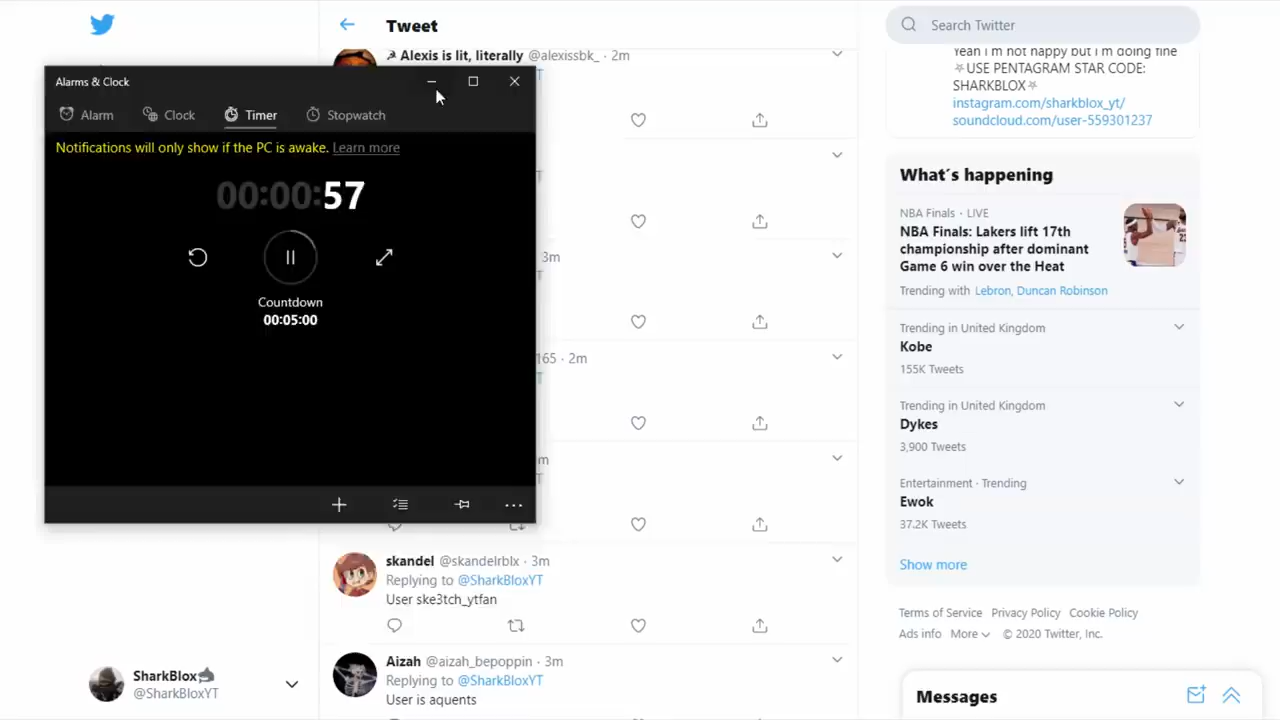 Tweet
Search Twitter
Alexis is lit, literally @alexissbk_ · 2m
Alarms & Clock
Alarm
Clock
Timer
Stopwatch
Notifications will only show if the PC is awake. Learn more
00:00:57
Countdown
00:05:00
3m
165 · 2m
m
skandel @skandelrblx · 3m
Replying to @SharkBloxYT
User ske3tch_ytfan
Aizah @aizah_bepoppin · 3m
Replying to @SharkBloxYT
User is aquents
SharkBlox
@SharkBloxYT
Yeah i'm not happy but i'm doing fine
⛧USE PENTAGRAM STAR CODE:
SHARKBLOX⛧
instagram.com/sharkblox_yt/
soundcloud.com/user-559301237
What's happening
NBA Finals · LIVE
NBA Finals: Lakers lift 17th
championship after dominant
Game 6 win over the Heat
Trending with Lebron, Duncan Robinson
Trending in United Kingdom
Kobe
155K Tweets
Trending in United Kingdom
Dykes
3,900 Tweets
Entertainment · Trending
Ewok
37.2K Tweets
Show more
Terms of Service Privacy Policy Cookie Policy
Ads info More © 2020 Twitter, Inc.
Messages